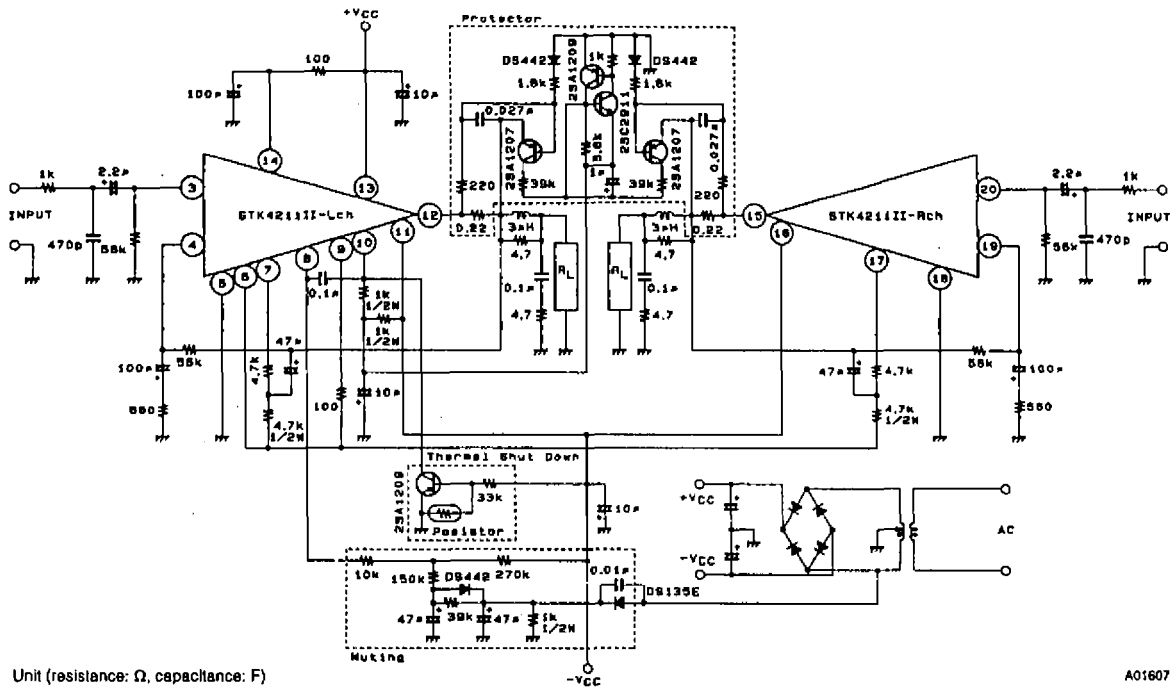 +VCC
Protector
100
100µ
10µ
DS442
2SA1209
1k
DS442
1.8k
1.8k
0.027µ
2SC2911
0.027µ
2SA1207
5.6k
2SA1207
39k
1µ
39k
220
220
14
13
1k
2.2µ
3
STK4211II-Lch
12
0.22
3µH
3µH
0.22
15
STK4211II-Rch
20
2.2µ
1k
INPUT
470p
56k
4
5
6
7
8
9
10
11
4.7
RL
RL
4.7
16
17
18
19
56k
470p
INPUT
0.1µ
1k
1/2W
1k
1/2W
0.1µ
4.7
0.1µ
4.7
100µ
56k
47µ
4.7k
10µ
100
560
4.7k
1/2W
47µ
4.7k
4.7k
1/2W
56k
100µ
560
Thermal Shut Down
2SA1209
33k
Posistor
10µ
+VCC
-VCC
AC
10k
150k
DS442
270k
0.01µ
DS135E
39k
47µ
47µ
1k
1/2W
Muting
-VCC
Unit (resistance: Ω, capacitance: F)
A01607